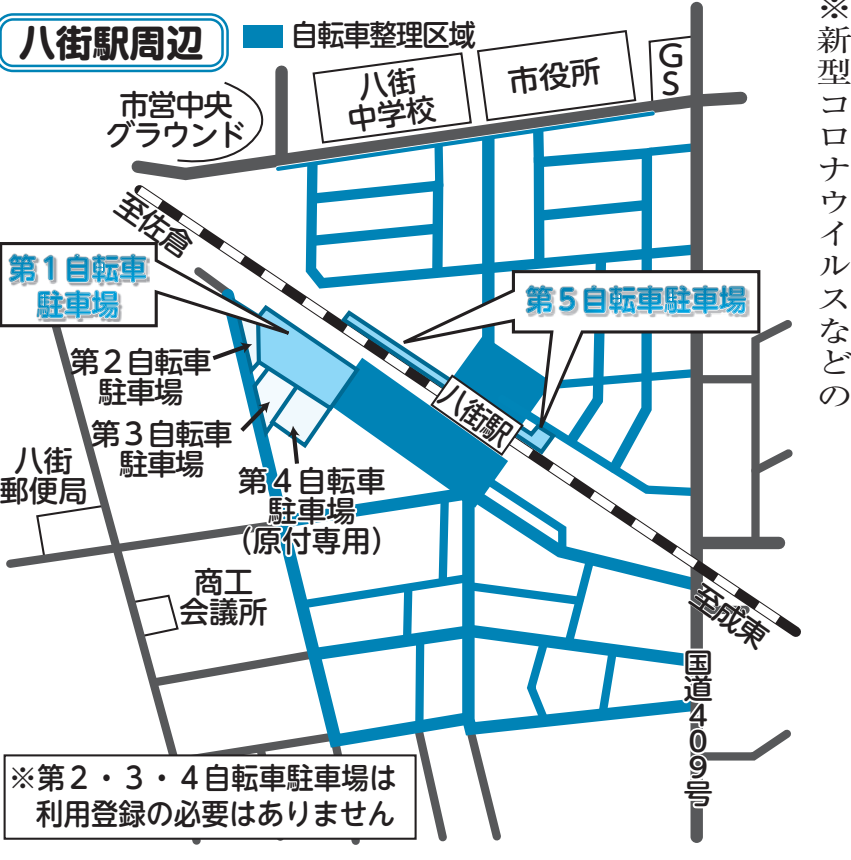 八街駅周辺
自転車整理区域
※新型コロナウイルスなどの
市営中央
グラウンド
八街
中学校
市役所
GS
至佐倉
第1自転車
駐車場
第5自転車駐車場
第2自転車
駐車場
第3自転車
駐車場
八街駅
八街
郵便局
第4自転車
駐車場
(原付専用)
商工
会議所
至成東
国道409号
※第2・3・4自転車駐車場は
利用登録の必要はありません